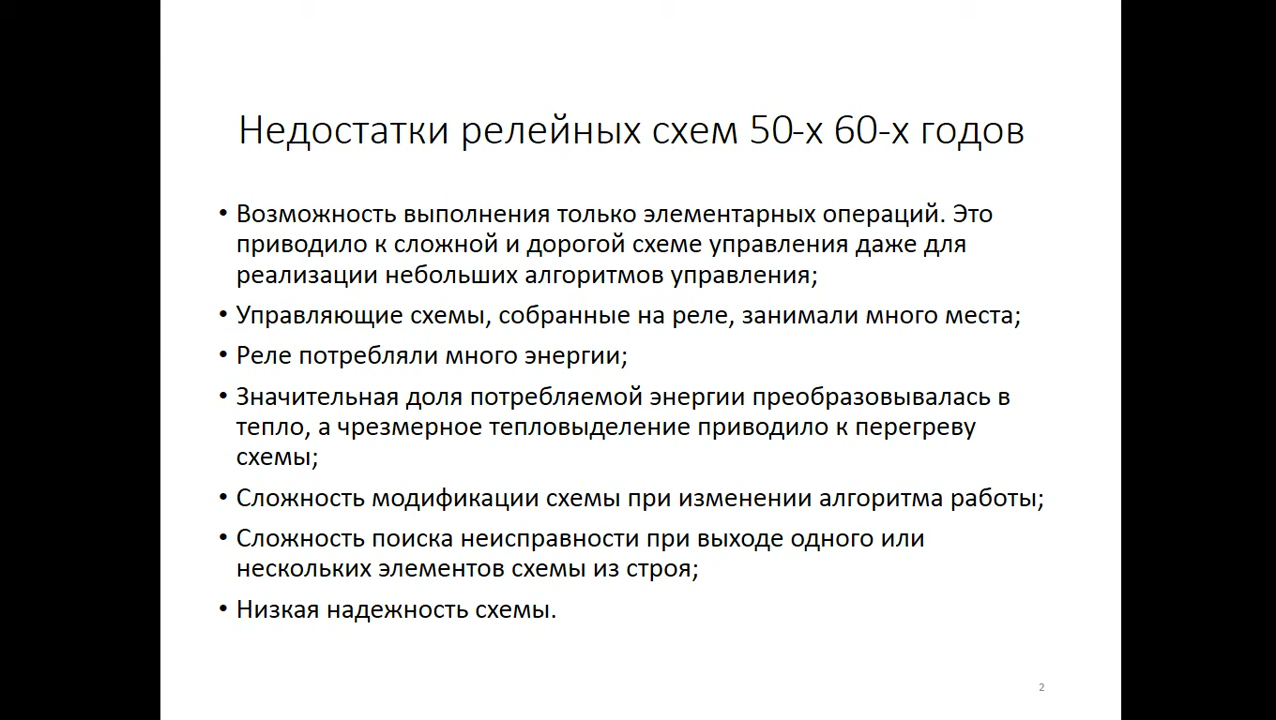 Недостатки релейных схем 50-х 60-х годов
• Возможность выполнения только элементарных операций. Это
приводило к сложной и дорогой схеме управления даже для
реализации небольших алгоритмов управления;
• Управляющие схемы, собранные на реле, занимали много места;
• Реле потребляли много энергии;
• Значительная доля потребляемой энергии преобразовывалась в
тепло, а чрезмерное тепловыделение приводило к перегреву
схемы;
• Сложность модификации схемы при изменении алгоритма работы;
• Сложность поиска неисправности при выходе одного или
нескольких элементов схемы из строя;
• Низкая надежность схемы.
2